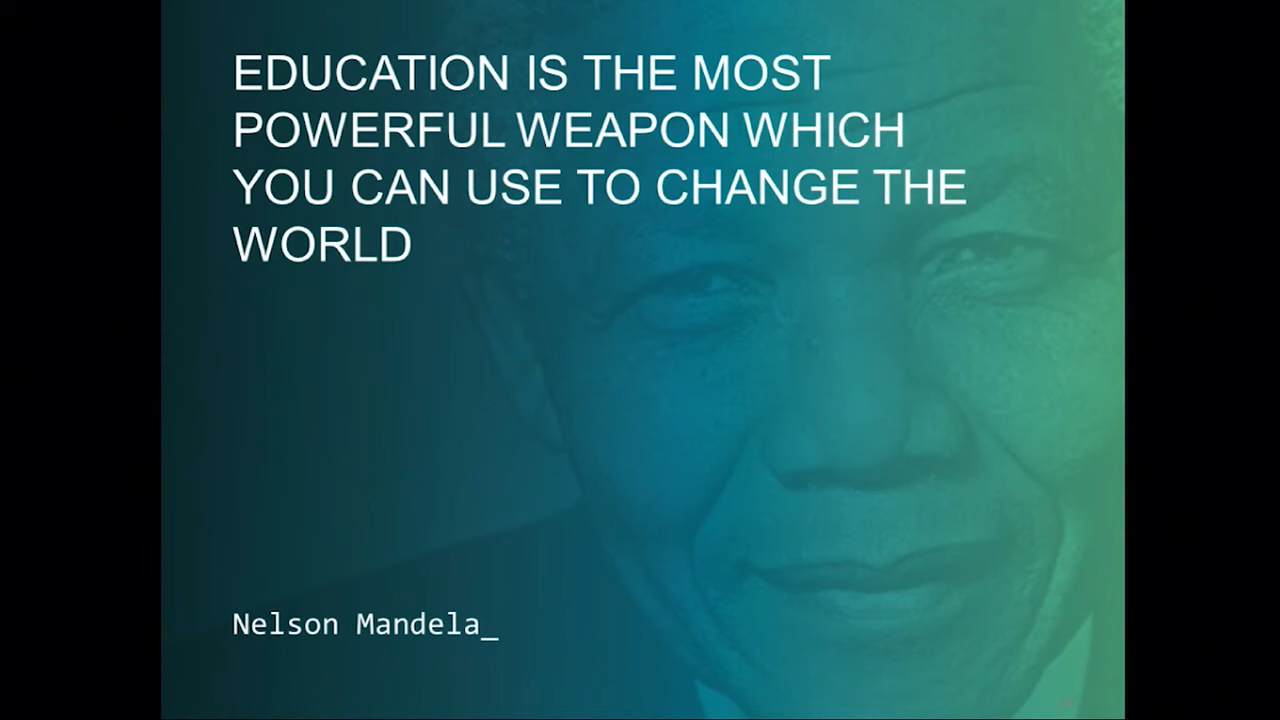 EDUCATION IS THE MOST
POWERFUL WEAPON WHICH
YOU CAN USE TO CHANGE THE
WORLD
Nelson Mandela_